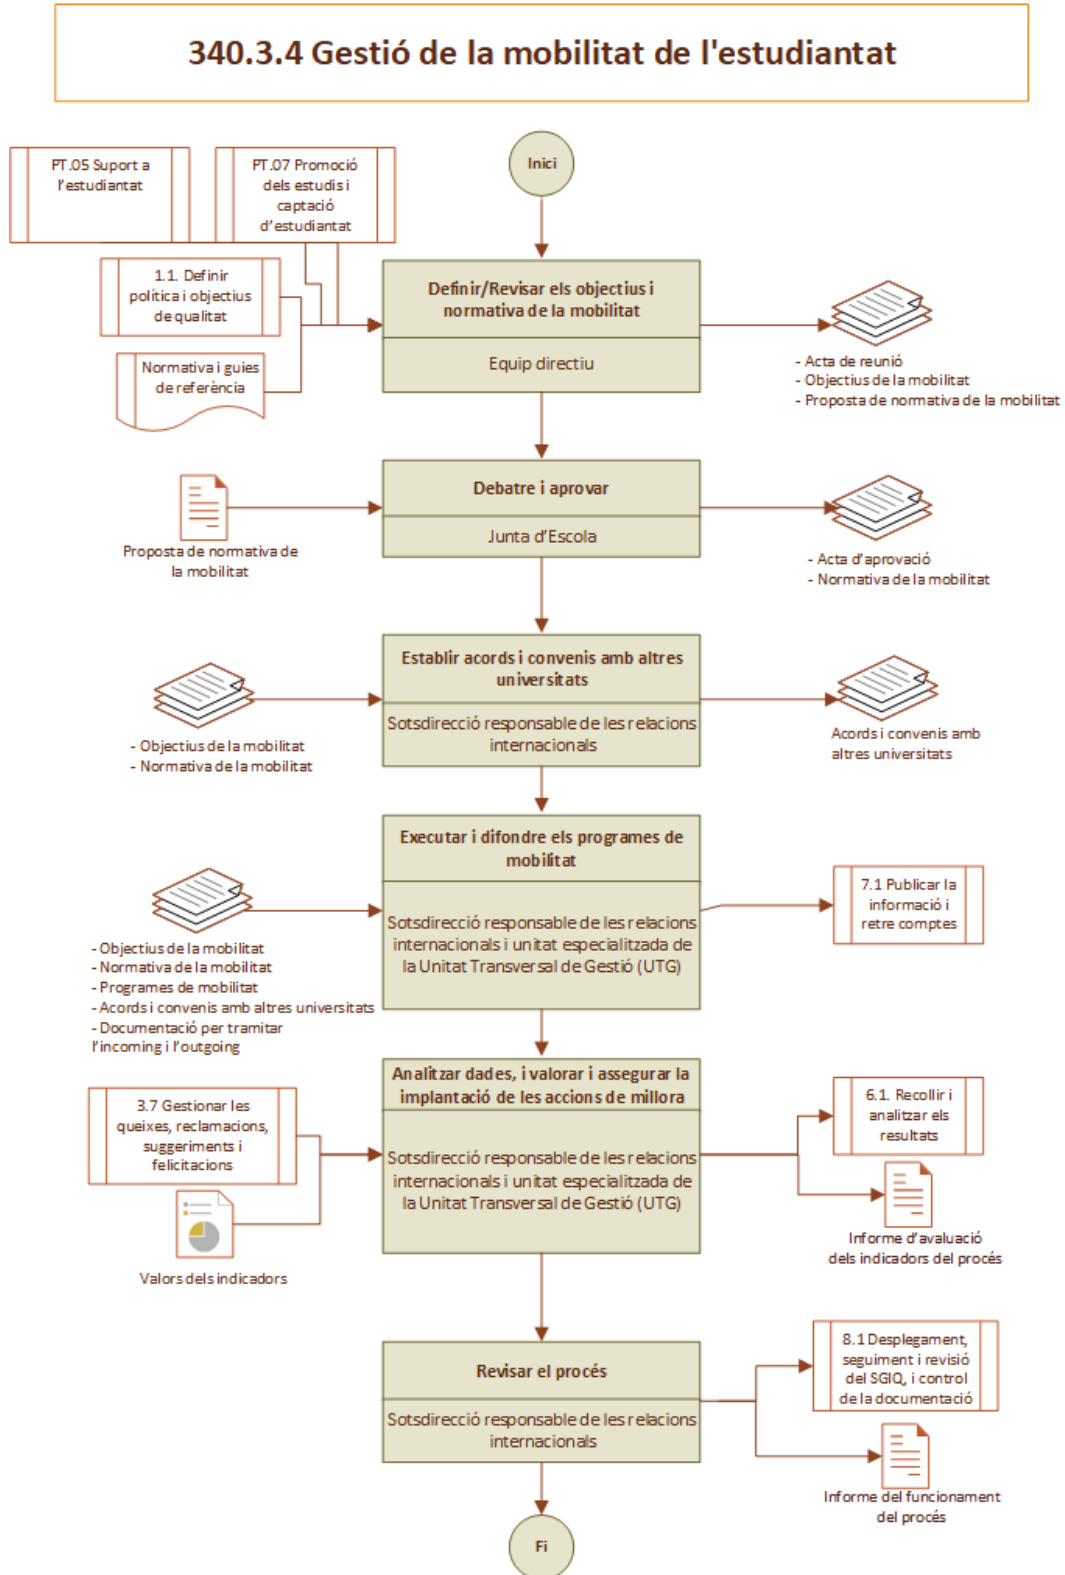 340.3.4 Gestió de la mobilitat de l'estudiantat
Inici
PT.05 Suport a
l'estudiantat
PT.07 Promoció
dels estudis i
captació
d'estudiantat
1.1. Definir
política i objectius
de qualitat
Normativa i guies
de referència
Definir/Revisar els objectius i
normativa de la mobilitat
Equip directiu
- Acta de reunió
- Objectius de la mobilitat
- Proposta de normativa de la mobilitat
Proposta de normativa de
la mobilitat
Debatre i aprovar
Junta d'Escola
- Acta d'aprovació
- Normativa de la mobilitat
- Objectius de la mobilitat
- Normativa de la mobilitat
Establir acords i convenis amb altres
universitats
Sotsdirecció responsable de les relacions
internacionals
Acords i convenis amb
altres universitats
- Objectius de la mobilitat
- Normativa de la mobilitat
- Programes de mobilitat
- Acords i convenis amb altres universitats
- Documentació per tramitar
l'incoming i l'outgoing
Executar i difondre els programes de
mobilitat
Sotsdirecció responsable de les relacions
internacionals i unitat especialitzada de
la Unitat Transversal de Gestió (UTG)
7.1 Publicar la
informació i
retre comptes
3.7 Gestionar les
queixes, reclamacions,
suggeriments i
felicitacions
Valors dels indicadors
Analitzar dades, i valorar i assegurar la
implantació de les accions de millora
Sotsdirecció responsable de les relacions
internacionals i unitat especialitzada de
la Unitat Transversal de Gestió (UTG)
6.1. Recollir i
analitzar els
resultats
Informe d'avaluació
dels indicadors del procés
Revisar el procés
Sotsdirecció responsable de les relacions
internacionals
8.1 Desplegament,
seguiment i revisió
del SGIQ, i control
de la documentació
Informe del funcionament
del procés
Fi